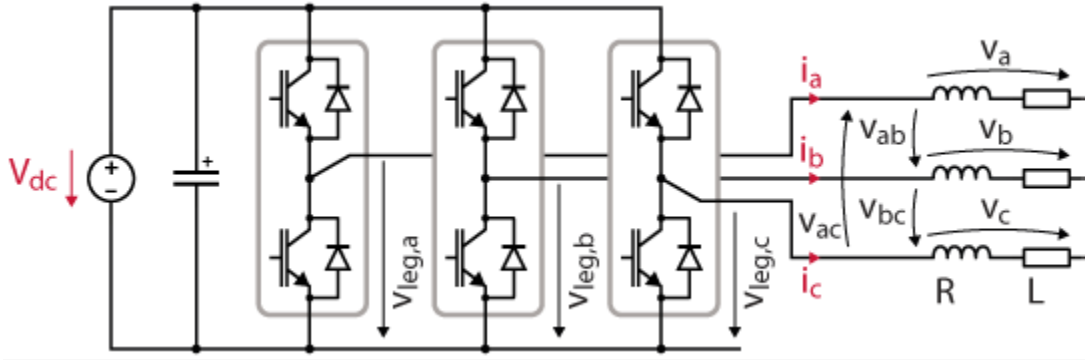 V_dc
+
−
+
v_leg,a
v_leg,b
v_leg,c
i_a
i_b
i_c
v_a
v_ab
v_b
v_bc
v_ac
v_c
R
L